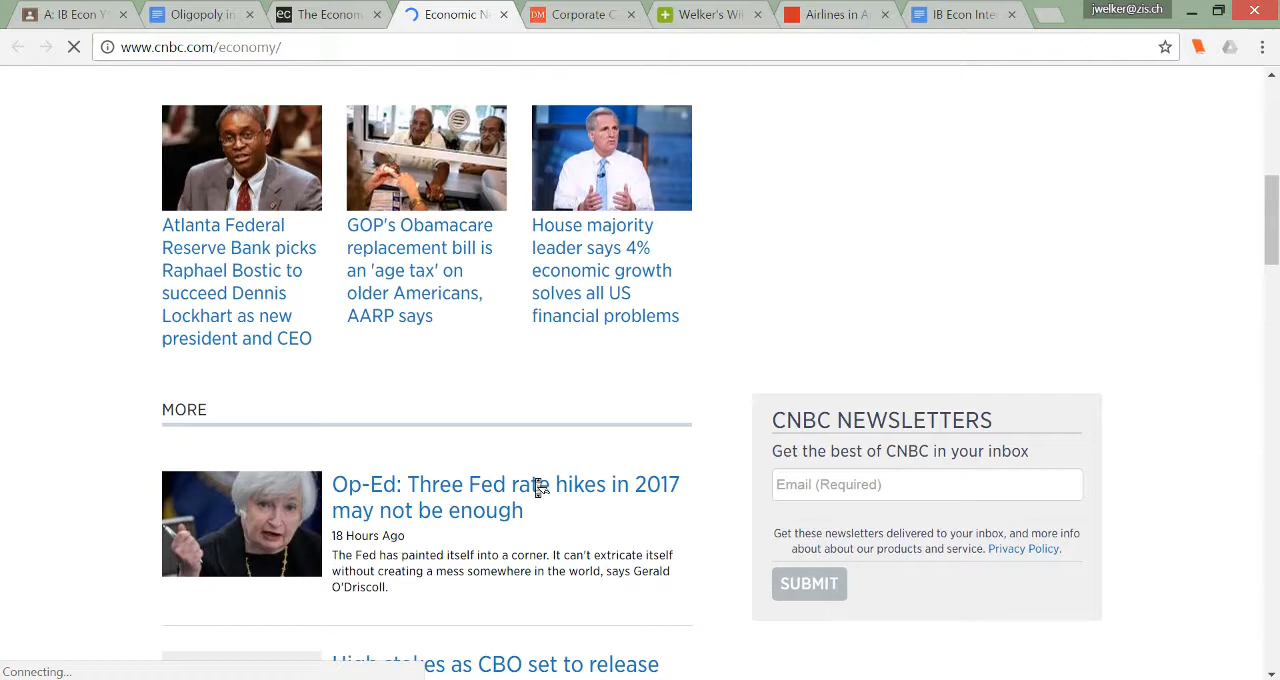 A: IB Econ Y
Oligopoly in
The Econom
Economic N
Corporate C
Welker's Wi
Airlines in A
IB Econ Inte
jwelker@zis.ch
www.cnbc.com/economy/
Atlanta Federal
Reserve Bank picks
Raphael Bostic to
succeed Dennis
Lockhart as new
president and CEO
GOP's Obamacare
replacement bill is
an 'age tax' on
older Americans,
AARP says
House majority
leader says 4%
economic growth
solves all US
financial problems
MORE
Op-Ed: Three Fed rate hikes in 2017
may not be enough
18 Hours Ago
The Fed has painted itself into a corner. It can't extricate itself
without creating a mess somewhere in the world, says Gerald
O'Driscoll.
High stakes as CBO set to release
CNBC NEWSLETTERS
Get the best of CNBC in your inbox
Email (Required)
Get these newsletters delivered to your inbox, and more info
about about our products and service. Privacy Policy.
SUBMIT
Connecting...